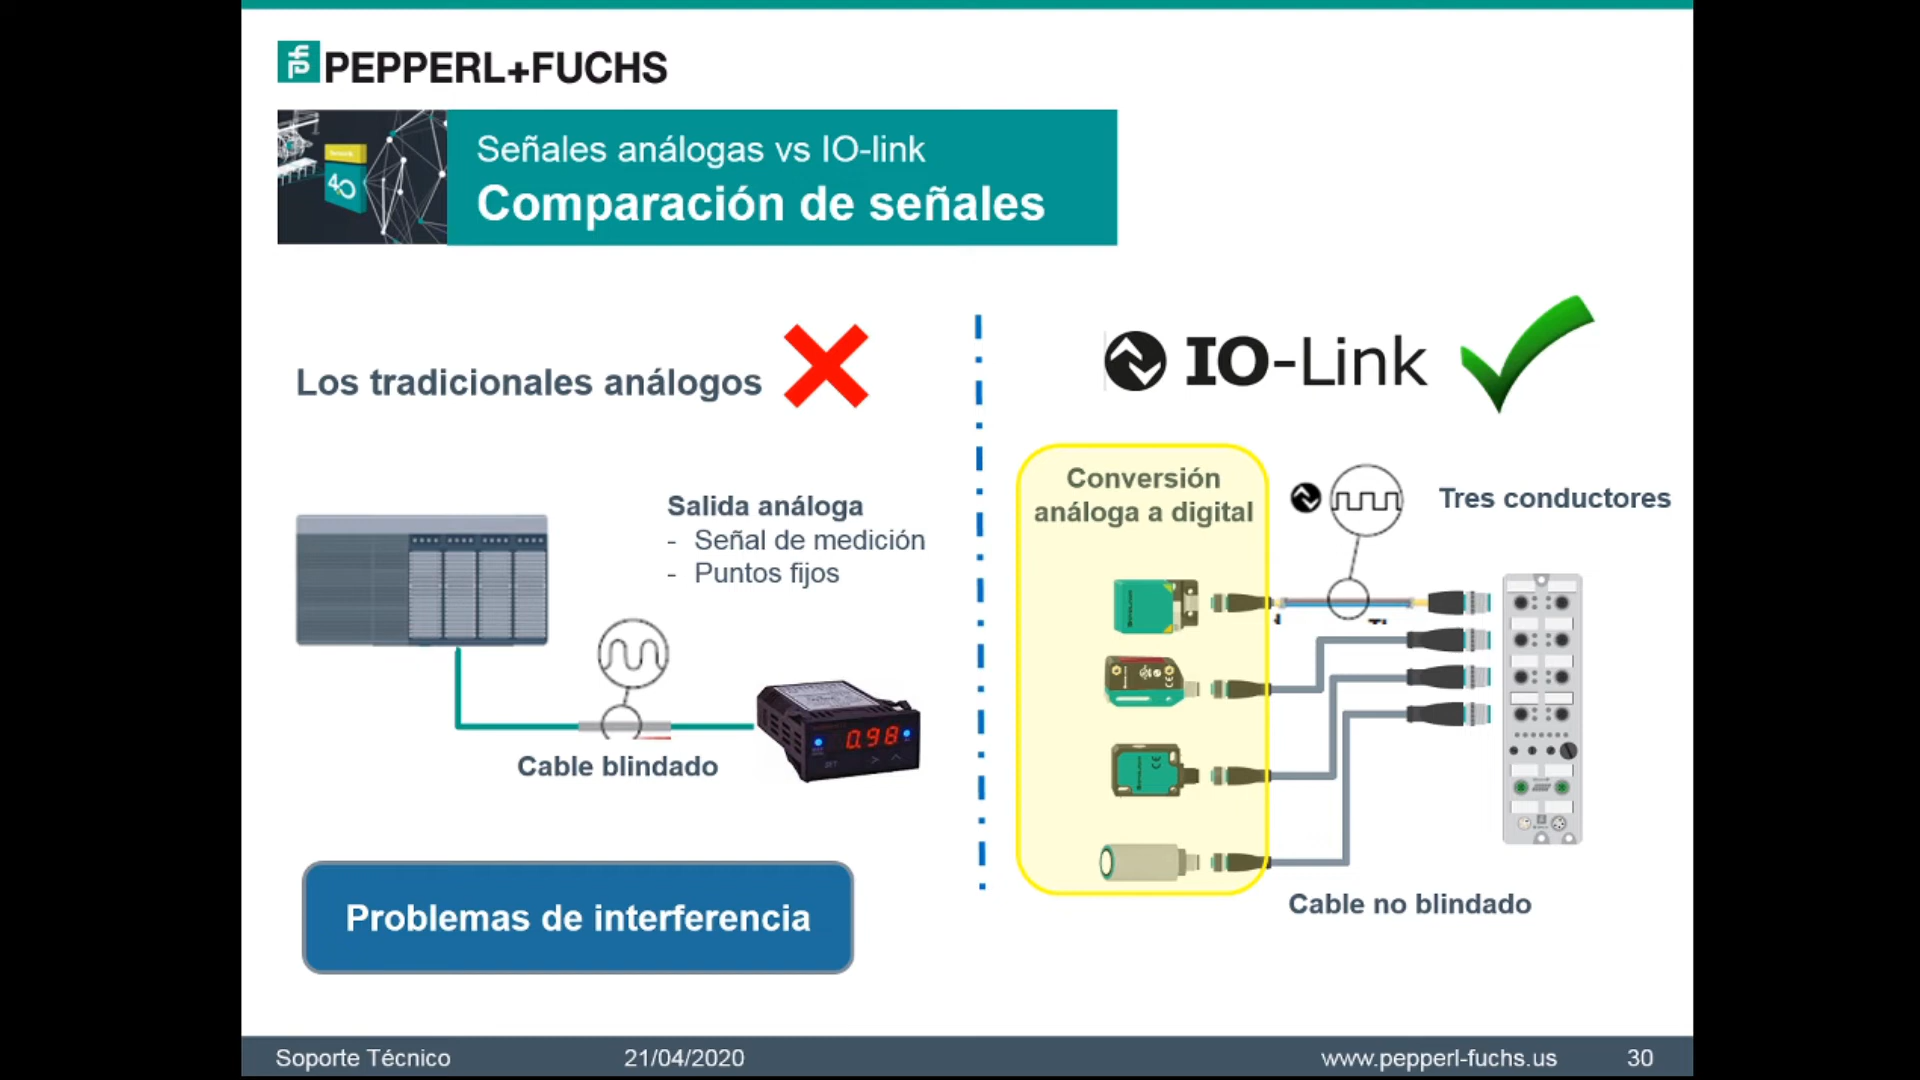 PEPPERL+FUCHS
Señales análogas vs IO-link
Comparación de señales
4.0
Los tradicionales análogos
Salida análoga
- Señal de medición
- Puntos fijos
0.98
Cable blindado
Problemas de interferencia
IO-Link
Conversión
análoga a digital
Tres conductores
Cable no blindado
Soporte Técnico
21/04/2020
www.pepperl-fuchs.us
30